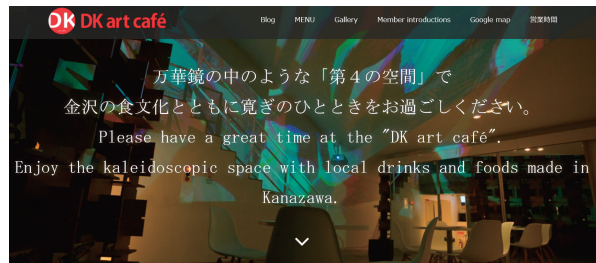 DK DK art café
Blog MENU Gallery Member introductions Google map 営業時間
万華鏡の中のような「第４の空間」で
金沢の食文化とともに寛ぎのひとときをお過ごしください。
Please have a great time at the "DK art café".
Enjoy the kaleidoscopic space with local drinks and foods made in
Kanazawa.